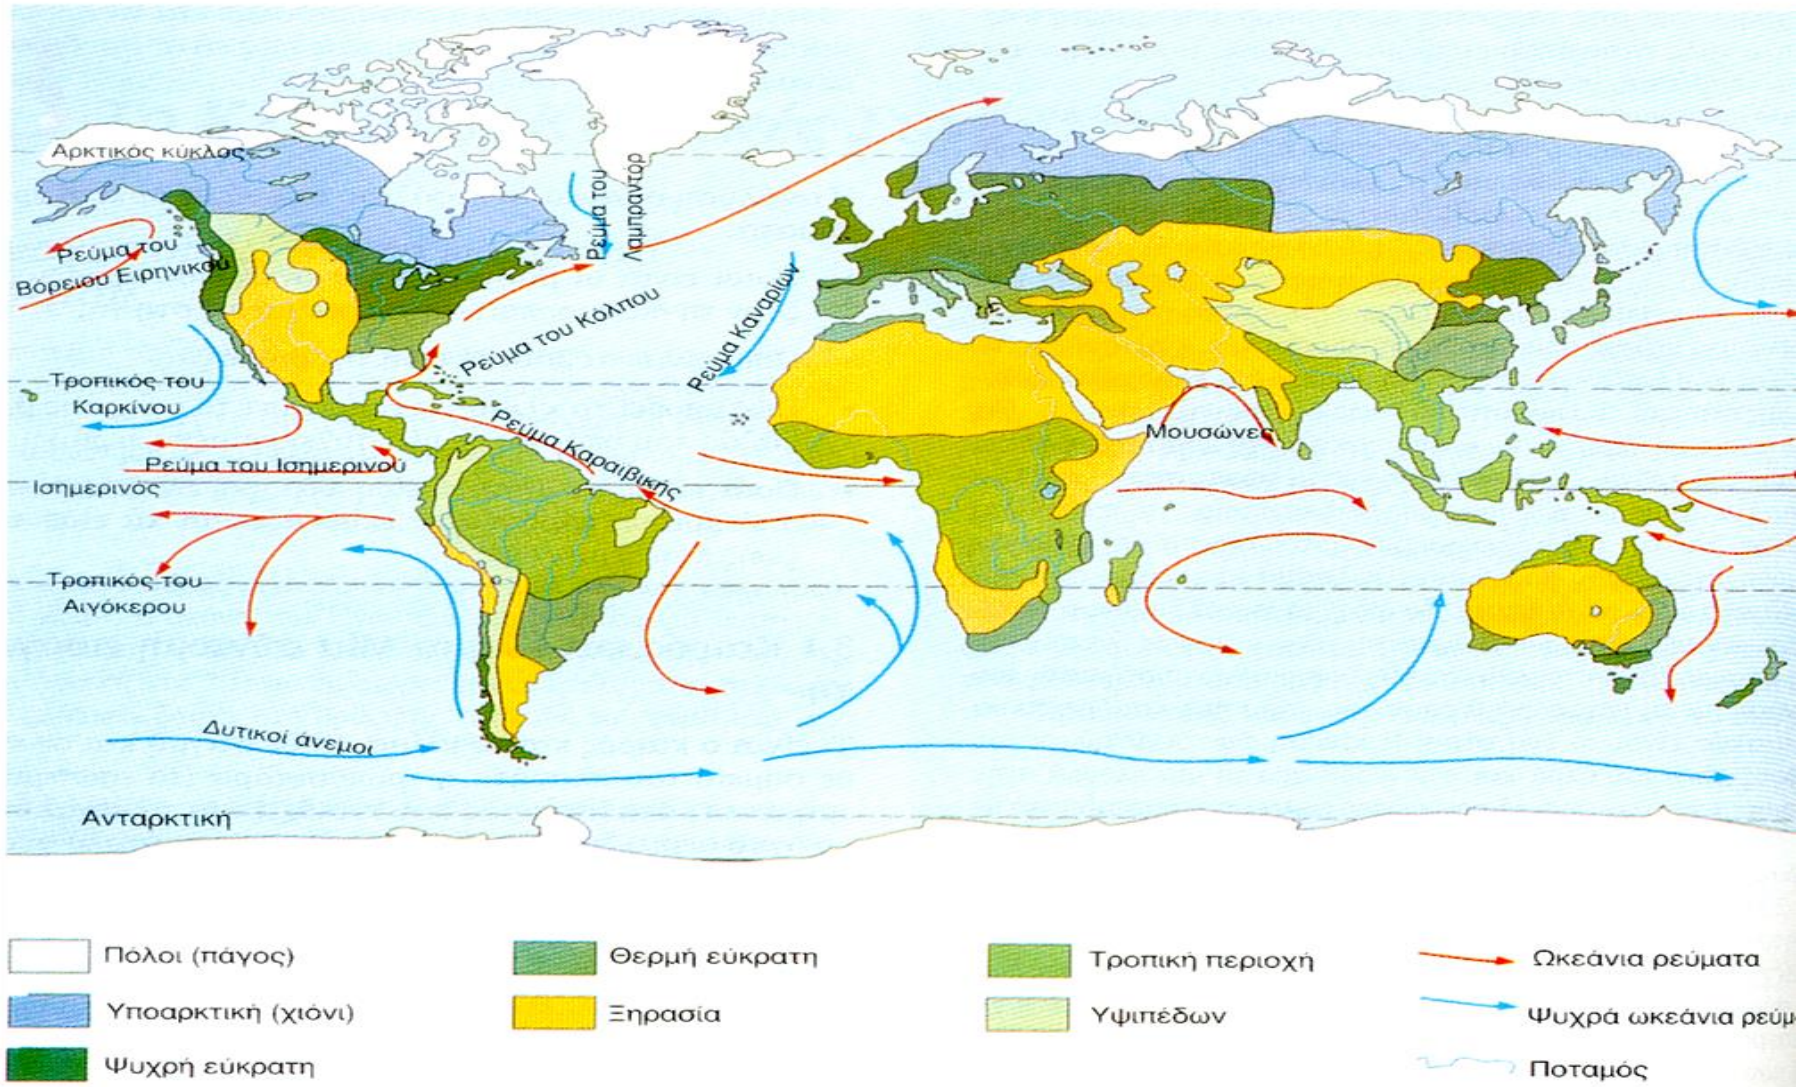 Αρκτικός κύκλος
Ρεύμα του
Λαμπραντόρ
Ρεύμα του
Βόρειου Ειρηνικού
Ρεύμα του Κόλπου
Ρεύμα Καναρίων
Τροπικός του
Καρκίνου
Ρεύμα Καραϊβικής
Μουσώνες
Ρεύμα του Ισημερινού
Ισημερινός
Τροπικός του
Αιγόκερου
Δυτικοί άνεμοι
Ανταρκτική
Πόλοι (πάγος)
Θερμή εύκρατη
Τροπική περιοχή
Ωκεάνια ρεύματα
Υποαρκτική (χιόνι)
Ξηρασία
Υψιπέδων
Ψυχρά ωκεάνια ρεύμ
Ψυχρή εύκρατη
Ποταμός